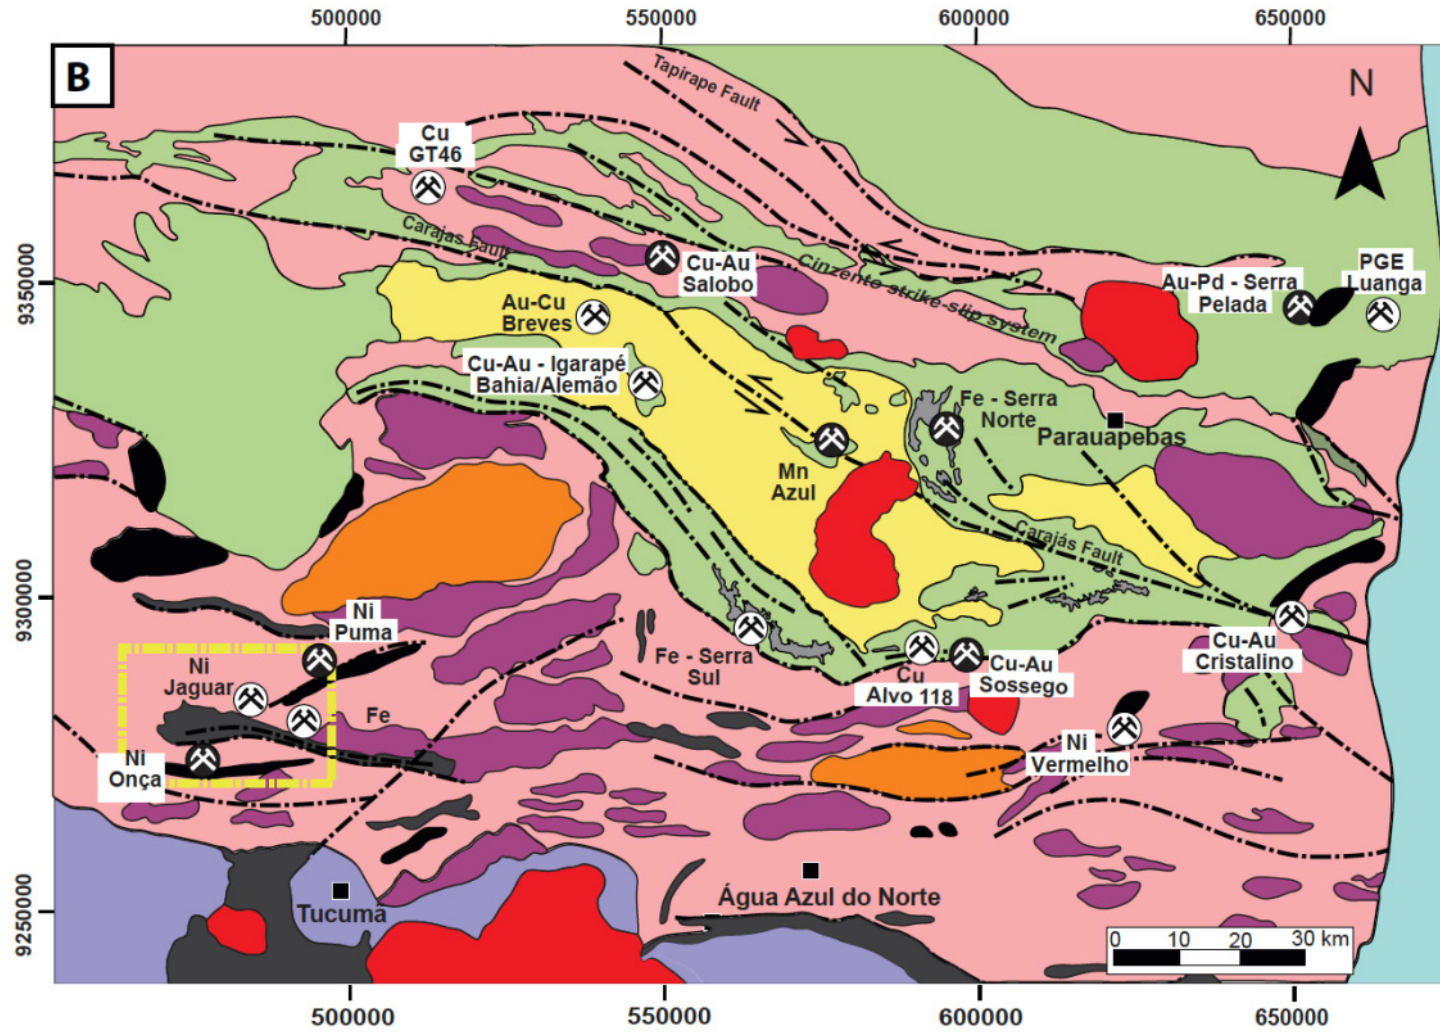 500000
550000
600000
650000
B
Tapirape Fault
N
Cu
GT46
Carajas Fault
Cu-Au
Salobo
Cinzento strike-slip system
PGE
Luanga
Au-Pd - Serra
Pelada
9350000
Au-Cu
Breves
Cu-Au - Igarapé
Bahia/Alemão
Fe - Serra
Norte
Parauapebas
Mn
Azul
Carajás Fault
9300000
Ni
Puma
Ni
Jaguar
Fe
Fe - Serra
Sul
Cu
Alvo 118
Cu-Au
Sossego
Cu-Au
Cristalino
Ni
Onça
Ni
Vermelho
9250000
Tucumã
Água Azul do Norte
0 10 20 30 km
500000
550000
600000
650000